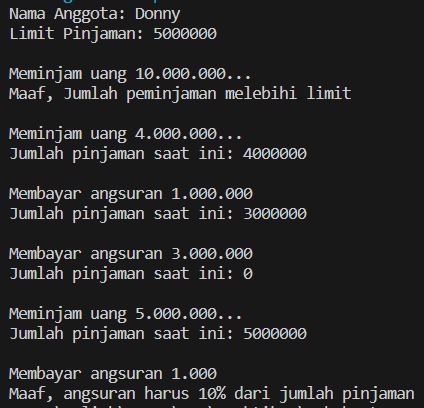 Nama Anggota: Donny
Limit Pinjaman: 5000000
Meminjam uang 10.000.000...
Maaf, Jumlah peminjaman melebihi limit
Meminjam uang 4.000.000...
Jumlah pinjaman saat ini: 4000000
Membayar angsuran 1.000.000
Jumlah pinjaman saat ini: 3000000
Membayar angsuran 3.000.000
Jumlah pinjaman saat ini: 0
Meminjam uang 5.000.000...
Jumlah pinjaman saat ini: 5000000
Membayar angsuran 1.000
Maaf, angsuran harus 10% dari jumlah pinjaman